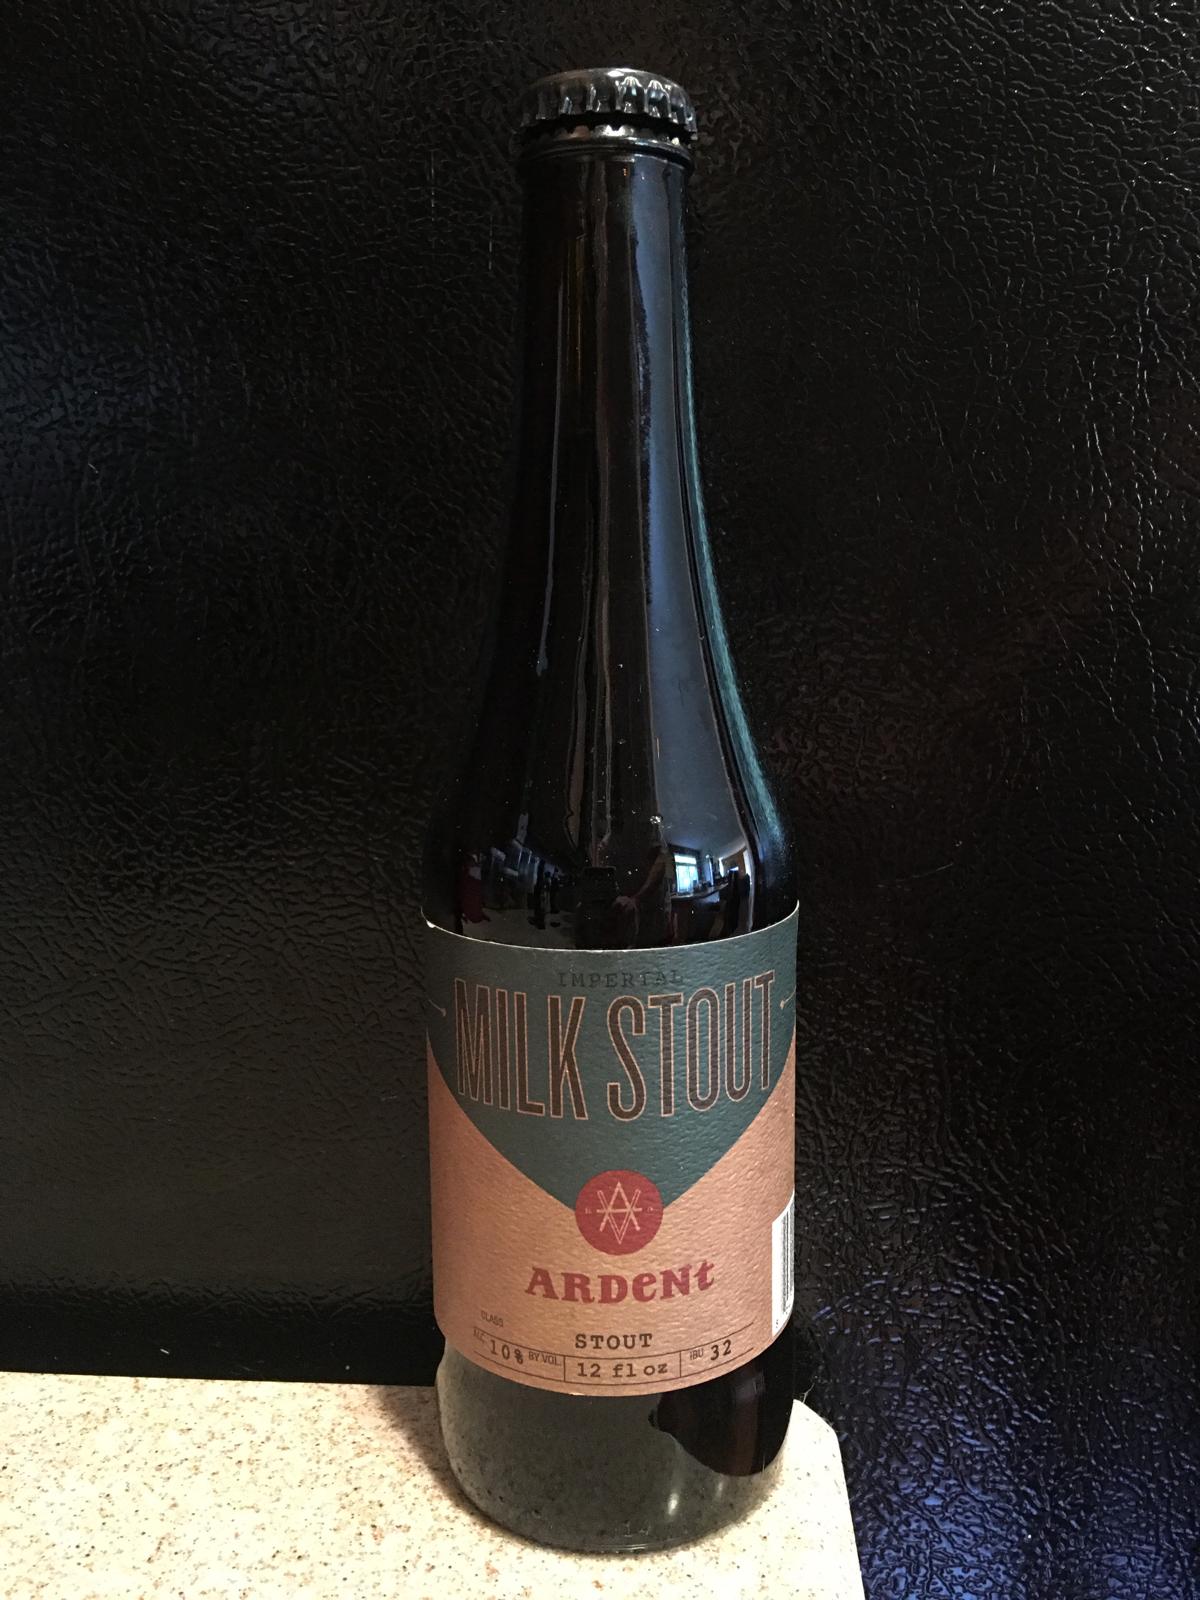 IMPERIAL
MILK STOUT
ARDENT
CLASS
STOUT
ALC. 10% BY VOL.
12 fl oz
IBU 32